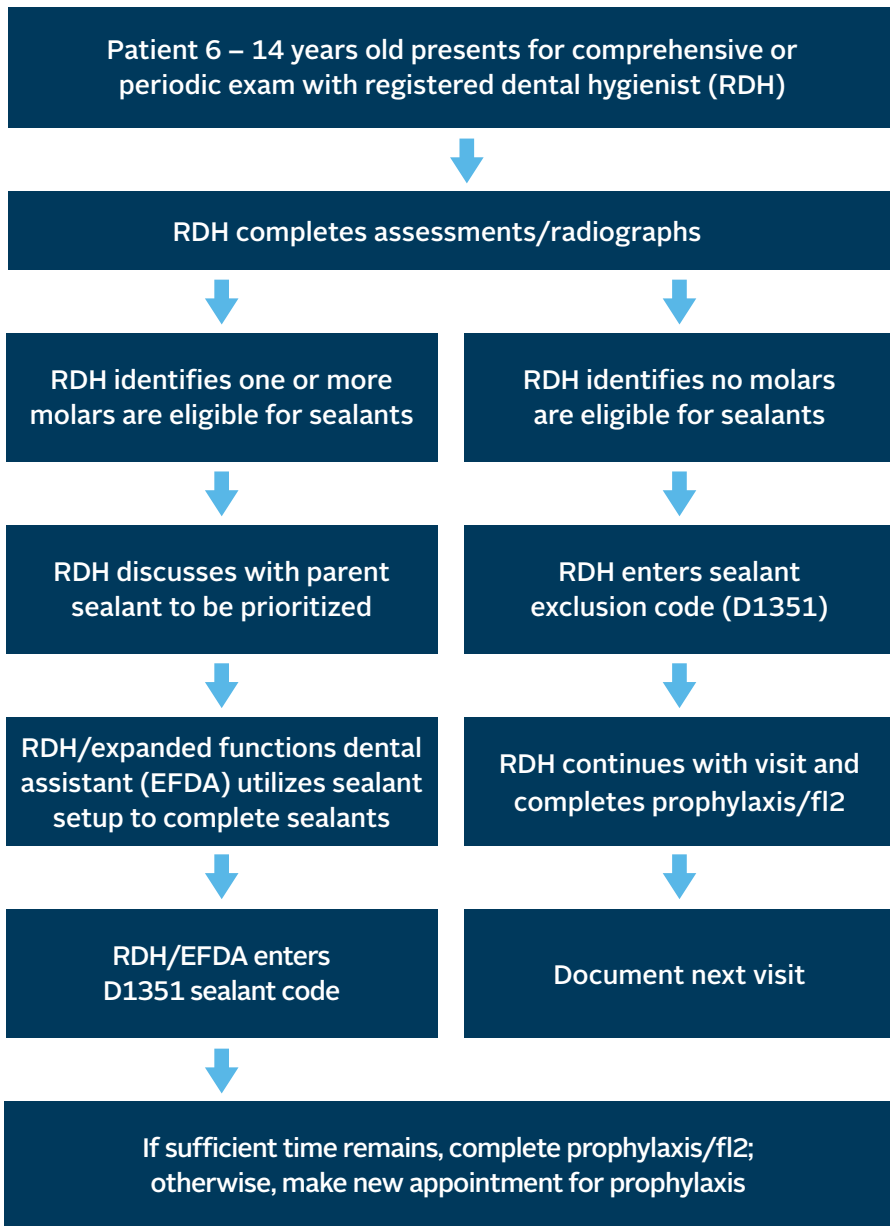 Patient 6 – 14 years old presents for comprehensive or
periodic exam with registered dental hygienist (RDH)
RDH completes assessments/radiographs
RDH identifies one or more
molars are eligible for sealants
RDH identifies no molars
are eligible for sealants
RDH discusses with parent
sealant to be prioritized
RDH enters sealant
exclusion code (D1351)
RDH/expanded functions dental
assistant (EFDA) utilizes sealant
setup to complete sealants
RDH continues with visit and
completes prophylaxis/fl2
RDH/EFDA enters
D1351 sealant code
Document next visit
If sufficient time remains, complete prophylaxis/fl2;
otherwise, make new appointment for prophylaxis